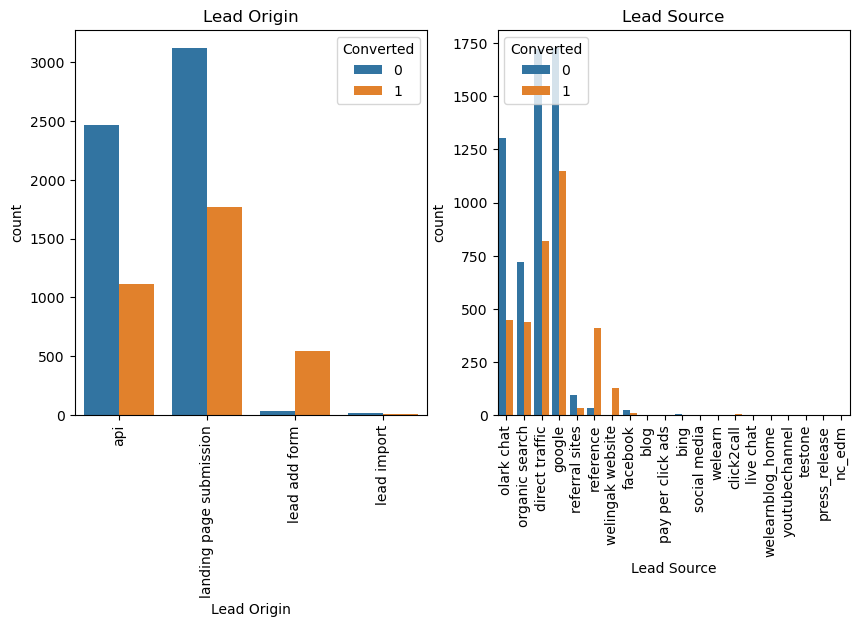 Lead Origin
3000
2500
2000
1500
1000
500
0
count
Converted
0
1
api
landing page submission
lead add form
lead import
Lead Origin
Lead Source
1750
1500
1250
1000
750
500
250
0
count
Converted
0
1
olark chat
organic search
direct traffic
google
referral sites
reference
welingak website
facebook
blog
pay per click ads
bing
social media
welearn
click2call
live chat
welearnblog_home
youtubechannel
testone
press_release
nc_edm
Lead Source